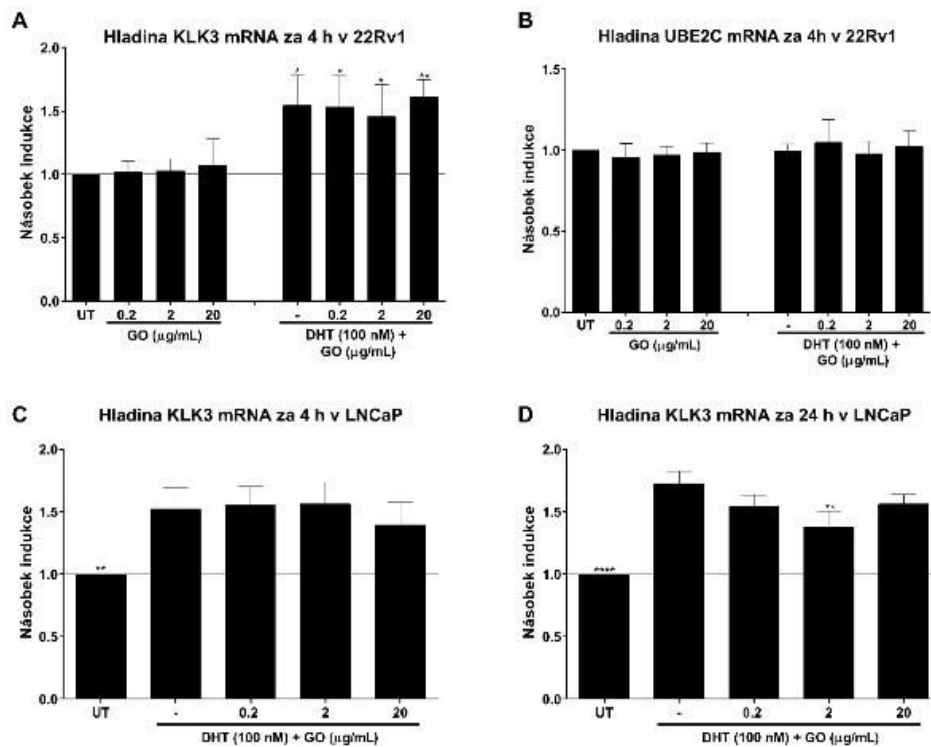 A
Hladina KLK3 mRNA za 4 h v 22Rv1
Násobek indukce
2.0
1.5
1.0
0.5
0.0
* * * **
UT 0.2 2 20 - 0.2 2 20
GO (µg/mL)
DHT (100 nM) +
GO (µg/mL)
B
Hladina UBE2C mRNA za 4h v 22Rv1
Násobek indukce
1.5
1.0
0.5
0.0
UT 0.2 2 20 - 0.2 2 20
GO (µg/mL)
DHT (100 nM) +
GO (µg/mL)
C
Hladina KLK3 mRNA za 4 h v LNCaP
Násobek indukce
2.0
1.5
1.0
0.5
0.0
**
UT - 0.2 2 20
DHT (100 nM) + GO (µg/mL)
D
Hladina KLK3 mRNA za 24 h v LNCaP
Násobek indukce
2.0
1.5
1.0
0.5
0.0
**** **
UT - 0.2 2 20
DHT (100 nM) + GO (µg/mL)